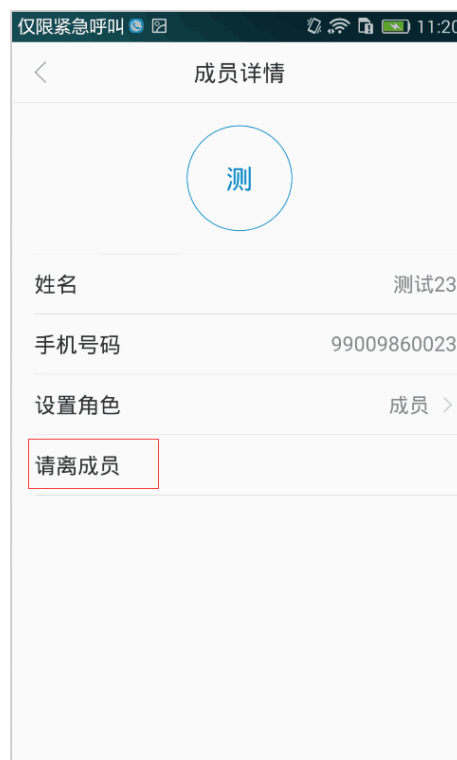 仅限紧急呼叫 11:20
成员详情
测
姓名 测试23
手机号码 99009860023
设置角色 成员
请离成员